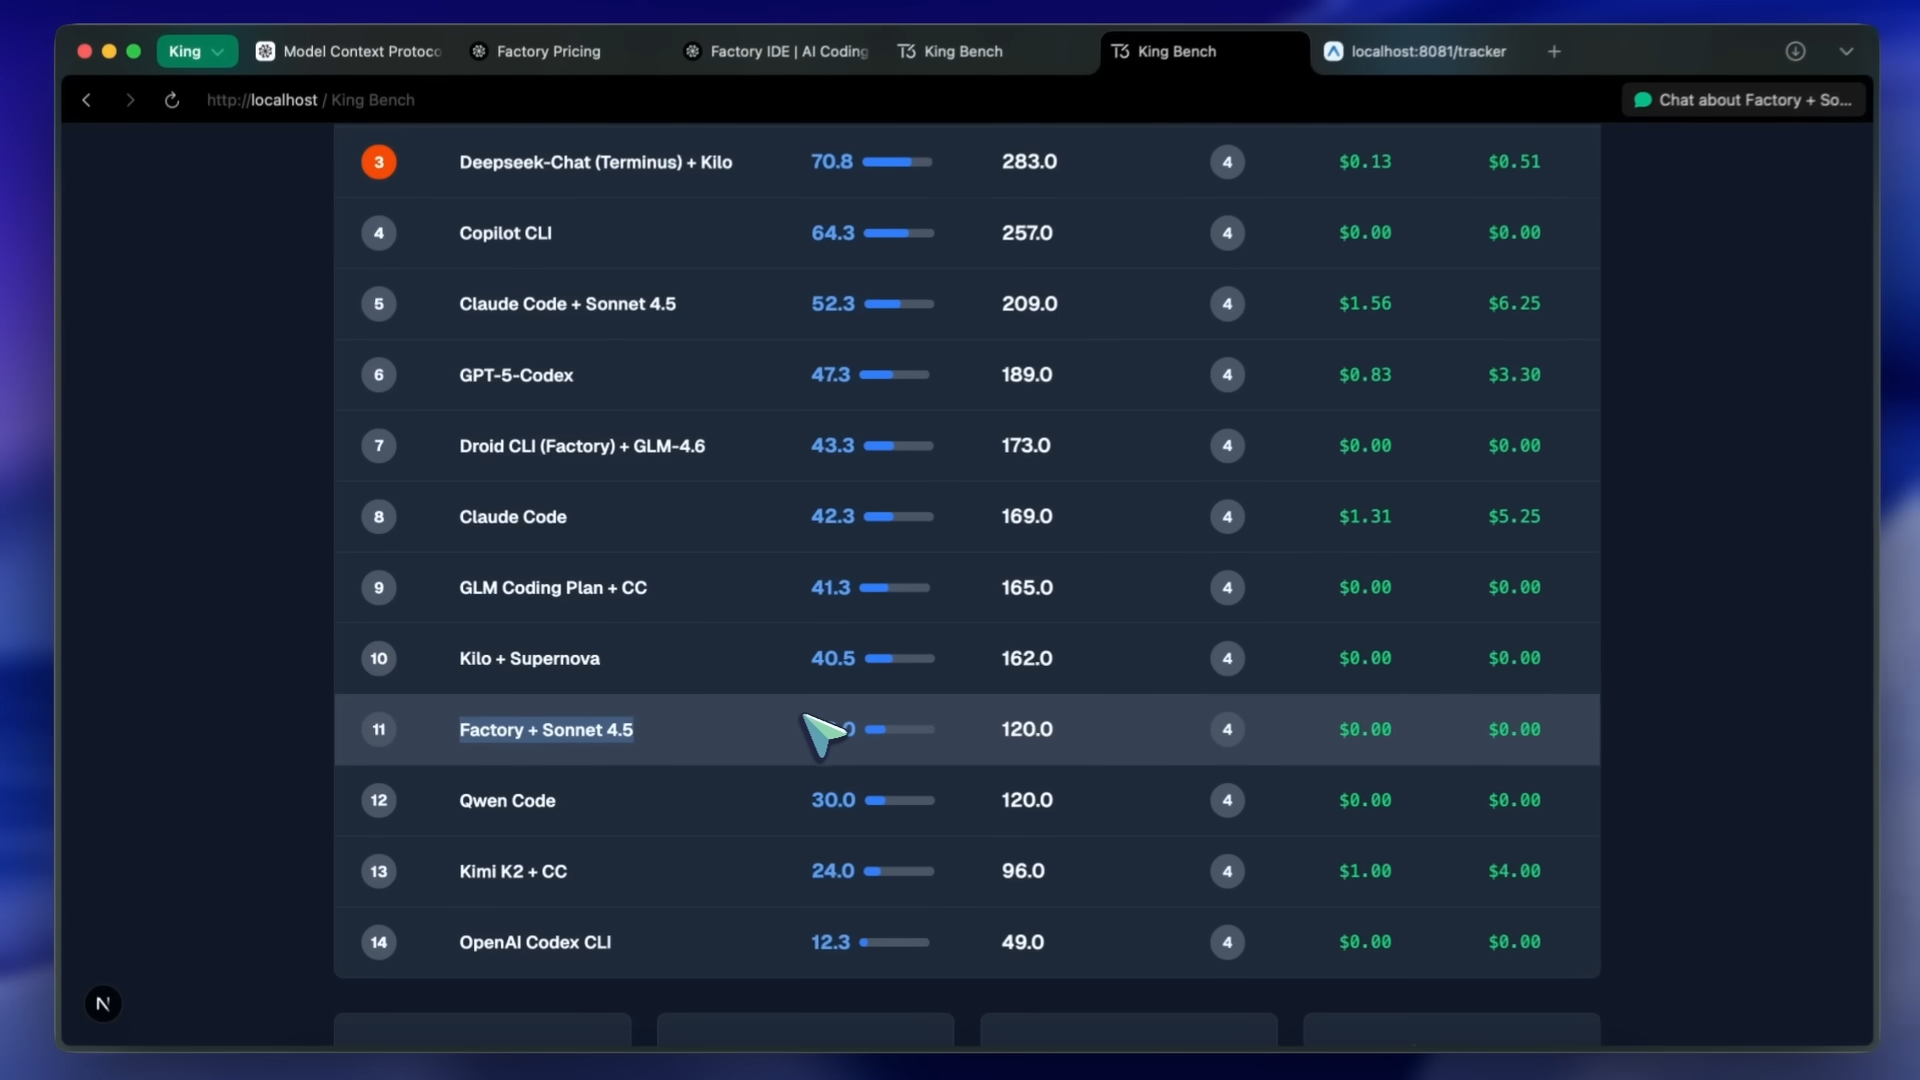 King
Model Context Protoco
Factory Pricing
Factory IDE | AI Coding
T3 King Bench
T3 King Bench
localhost:8081/tracker
http://localhost / King Bench
Chat about Factory + So...
3 Deepseek-Chat (Terminus) + Kilo 70.8 283.0 4 $0.13 $0.51
4 Copilot CLI 64.3 257.0 4 $0.00 $0.00
5 Claude Code + Sonnet 4.5 52.3 209.0 4 $1.56 $6.25
6 GPT-5-Codex 47.3 189.0 4 $0.83 $3.30
7 Droid CLI (Factory) + GLM-4.6 43.3 173.0 4 $0.00 $0.00
8 Claude Code 42.3 169.0 4 $1.31 $5.25
9 GLM Coding Plan + CC 41.3 165.0 4 $0.00 $0.00
10 Kilo + Supernova 40.5 162.0 4 $0.00 $0.00
11 Factory + Sonnet 4.5 120.0 4 $0.00 $0.00
12 Qwen Code 30.0 120.0 4 $0.00 $0.00
13 Kimi K2 + CC 24.0 96.0 4 $1.00 $4.00
14 OpenAI Codex CLI 12.3 49.0 4 $0.00 $0.00
N